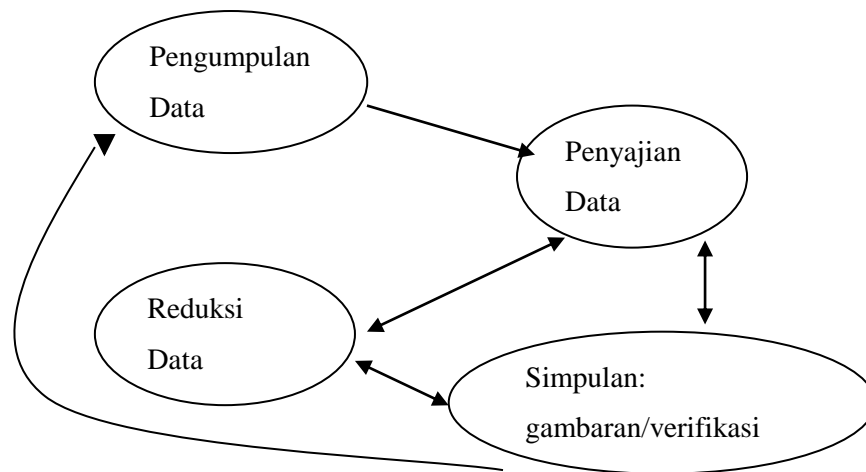 Pengumpulan
Data
Penyajian
Data
Reduksi
Data
Simpulan:
gambaran/verifikasi